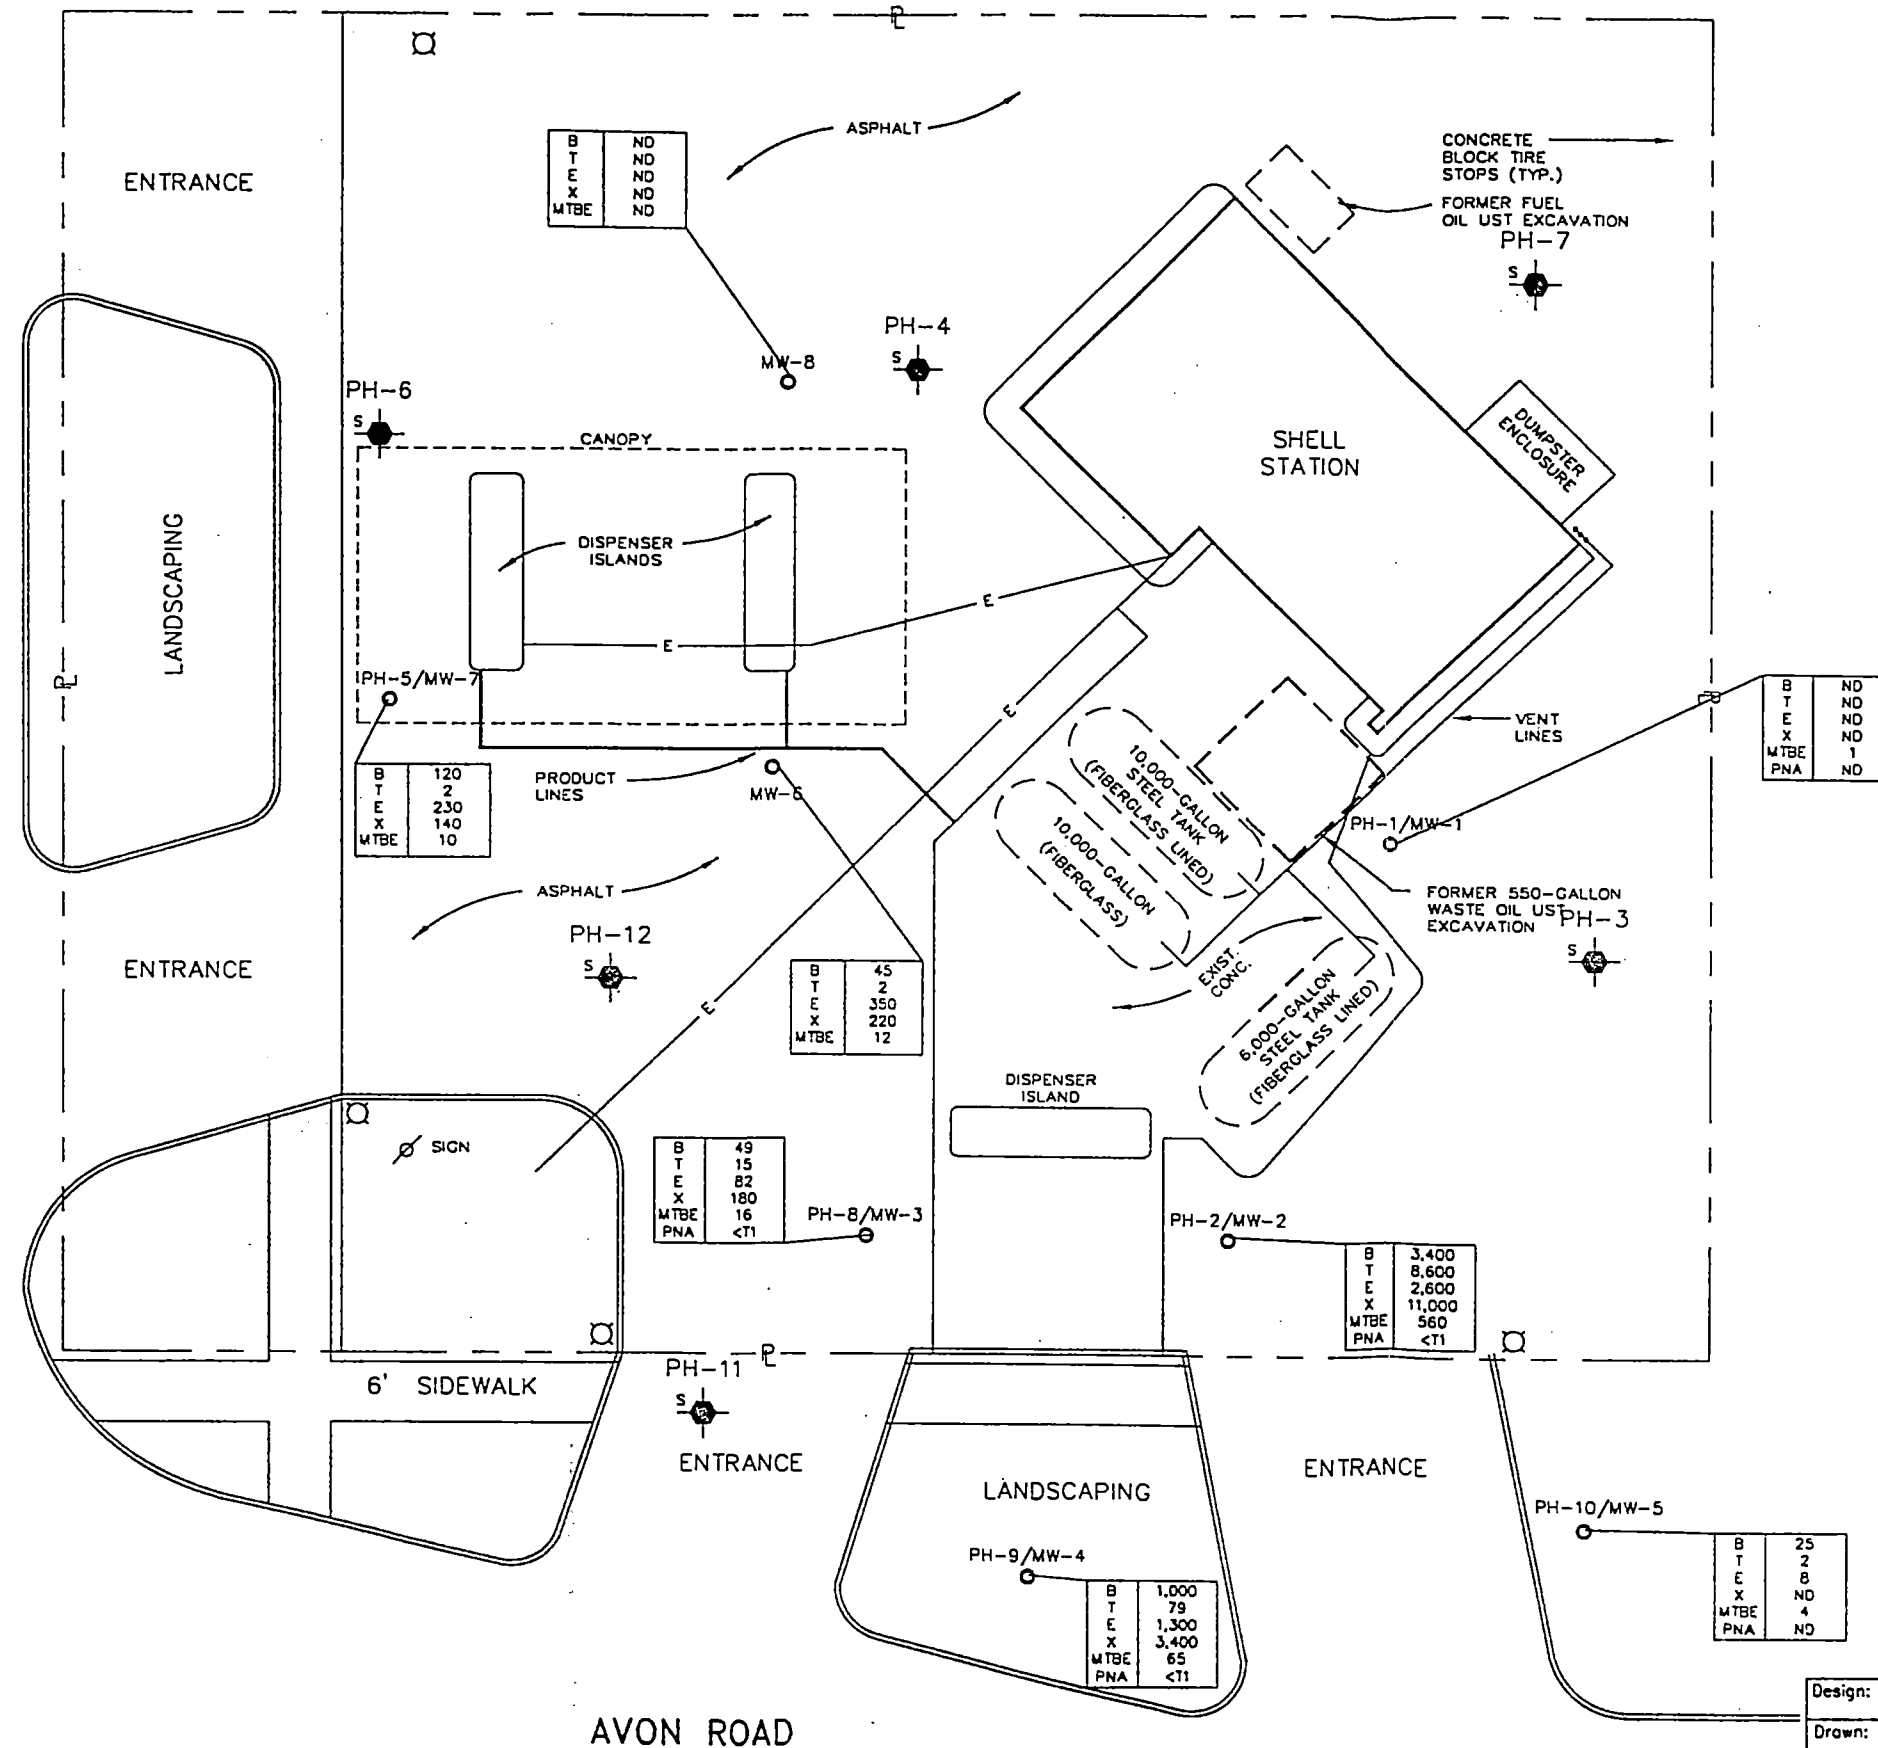 PL
ASPHALT
B ND
T ND
E ND
X ND
MTBE ND
CONCRETE
BLOCK TIRE
STOPS (TYP.)
FORMER FUEL
OIL UST EXCAVATION
PH-7
S
ENTRANCE
PH-4
S
MW-8
PH-6
S
CANOPY
SHELL
STATION
DUMPSTER
ENCLOSURE
LANDSCAPING
DISPENSER
ISLANDS
E
E
E
PL
PH-5/MW-7
PL
B ND
T ND
E ND
X ND
MTBE 1
PNA ND
VENT
LINES
B 120
T 2
E 230
X 140
MTBE 10
PRODUCT
LINES
MW-6
10,000-GALLON
STEEL TANK
(FIBERGLASS LINED)
10,000-GALLON
(FIBERGLASS)
PH-1/MW-1
ASPHALT
FORMER 550-GALLON
WASTE OIL UST
EXCAVATION
PH-3
S
PH-12
S
ENTRANCE
B 45
T 2
E 350
X 220
MTBE 12
E
EXIST.
CONC.
6,000-GALLON
STEEL TANK
(FIBERGLASS LINED)
DISPENSER
ISLAND
SIGN
B 49
T 15
E 82
X 180
MTBE 16
PNA <T1
PH-8/MW-3
PH-2/MW-2
B 3,400
T 8,600
E 2,600
X 11,000
MTBE 560
PNA <T1
PL
6' SIDEWALK
PH-11
S
ENTRANCE
LANDSCAPING
ENTRANCE
PH-10/MW-5
B 25
T 2
E 8
X ND
MTBE 4
PNA ND
PH-9/MW-4
B 1,000
T 79
E 1,300
X 3,400
MTBE 65
PNA <T1
AVON ROAD
Design:
Drawn: